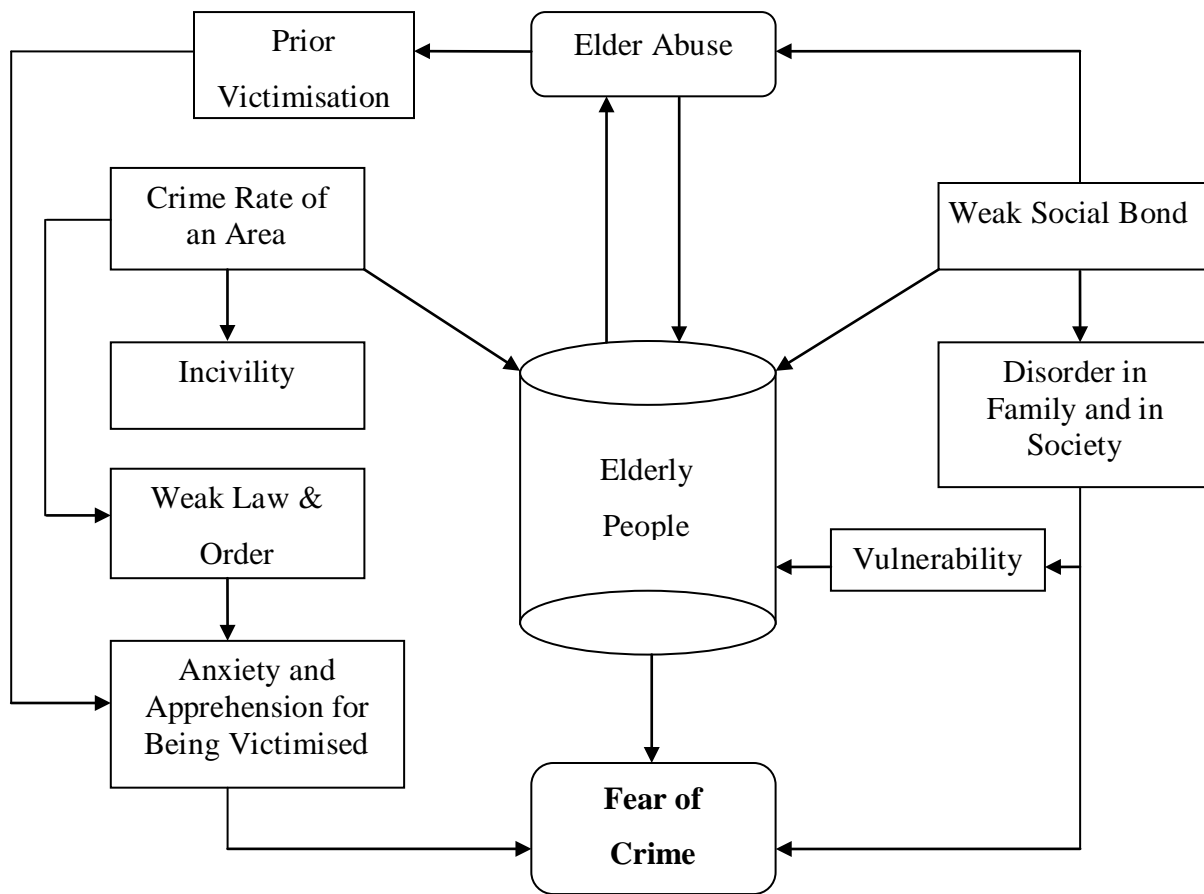 Prior
Victimisation
Elder Abuse
Crime Rate of
an Area
Weak Social Bond
Incivility
Disorder in
Family and in
Society
Elderly
People
Weak Law &
Order
Vulnerability
Anxiety and
Apprehension for
Being Victimised
Fear of
Crime